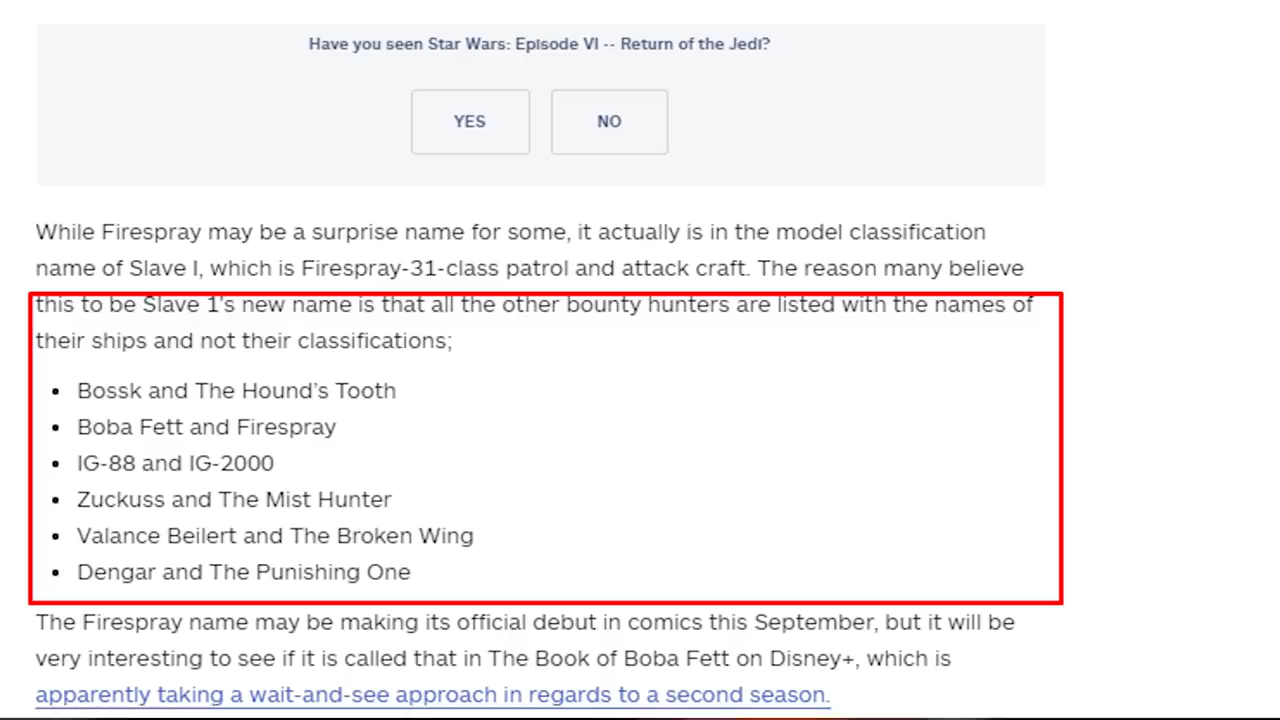 Have you seen Star Wars: Episode VI -- Return of the Jedi?
YES
NO
While Firespray may be a surprise name for some, it actually is in the model classification
name of Slave I, which is Firespray-31-class patrol and attack craft. The reason many believe
this to be Slave 1's new name is that all the other bounty hunters are listed with the names of
their ships and not their classifications;
• Bossk and The Hound’s Tooth
• Boba Fett and Firespray
• IG-88 and IG-2000
• Zuckuss and The Mist Hunter
• Valance Beilert and The Broken Wing
• Dengar and The Punishing One
The Firespray name may be making its official debut in comics this September, but it will be
very interesting to see if it is called that in The Book of Boba Fett on Disney+, which is
apparently taking a wait-and-see approach in regards to a second season.